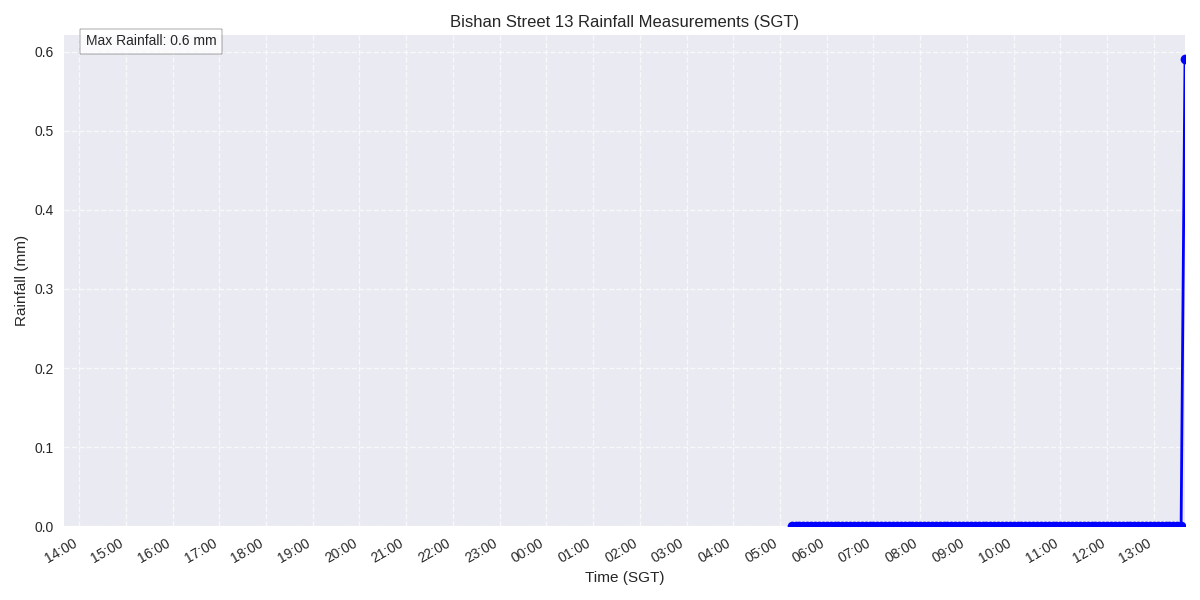 Bishan Street 13 Rainfall Measurements (SGT)
Max Rainfall: 0.6 mm
0.6
0.5
0.4
0.3
0.2
0.1
0.0
Rainfall (mm)
14:00 15:00 16:00 17:00 18:00 19:00 20:00 21:00 22:00 23:00 00:00 01:00 02:00 03:00 04:00 05:00 06:00 07:00 08:00 09:00 10:00 11:00 12:00 13:00
Time (SGT)